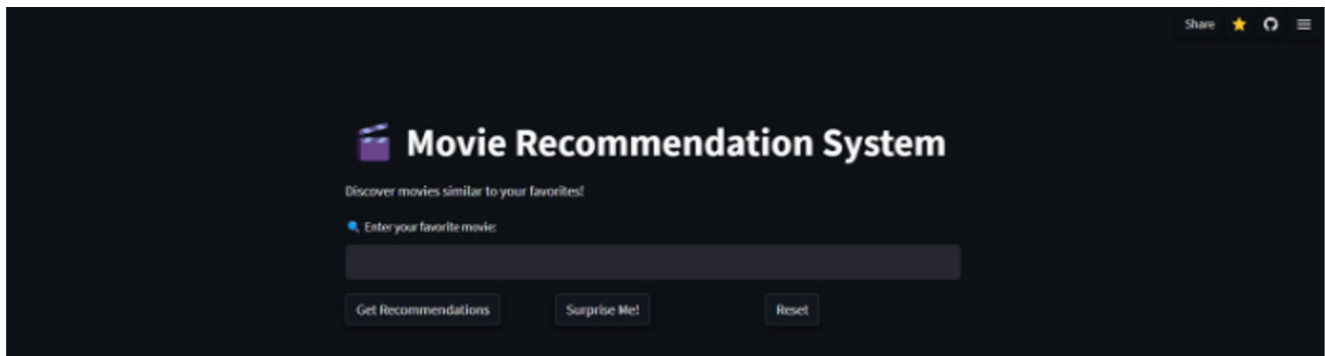 Share
Movie Recommendation System
Discover movies similar to your favorites!
Enter your favorite movie:
Get Recommendations Surprise Me! Reset